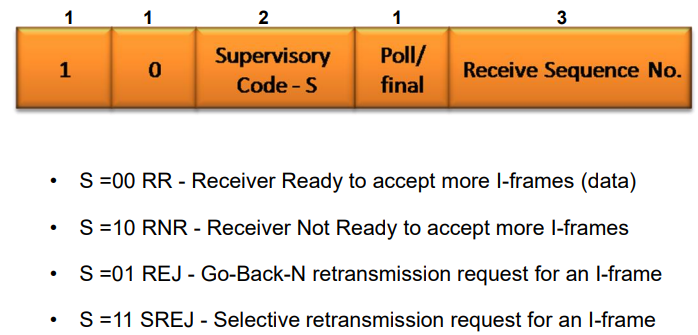 1 1 2 1 3
1 0 Supervisory Code - S Poll/ final Receive Sequence No.
• S =00 RR - Receiver Ready to accept more I-frames (data)
• S =10 RNR - Receiver Not Ready to accept more I-frames
• S =01 REJ - Go-Back-N retransmission request for an I-frame
• S =11 SREJ - Selective retransmission request for an I-frame